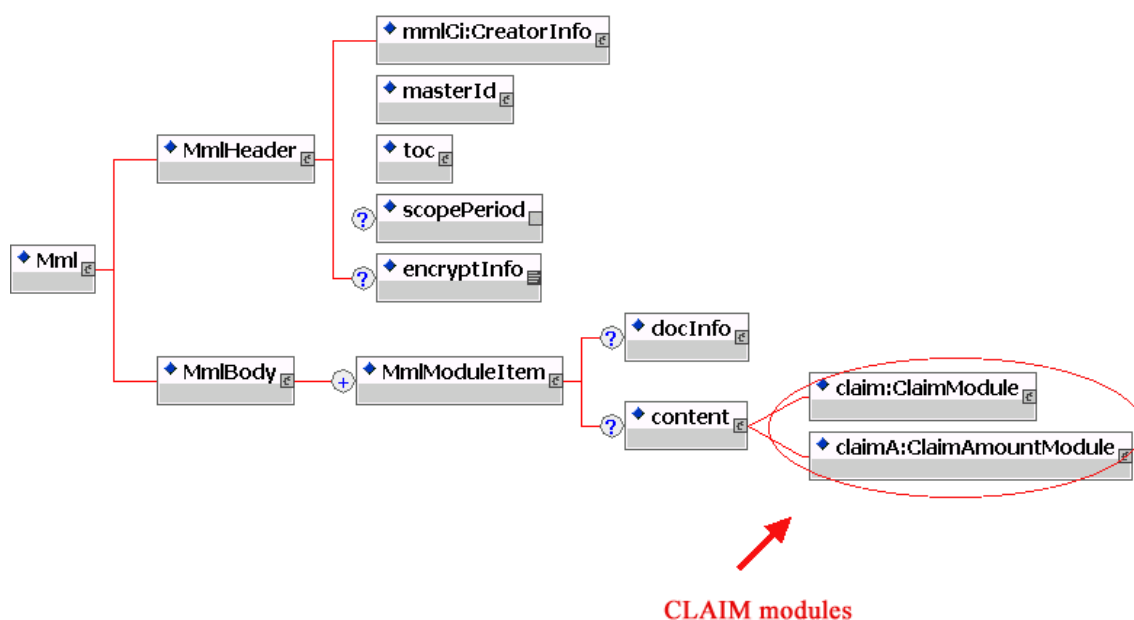 mmlCi:CreatorInfo
masterId
MmlHeader
toc
? scopePeriod
Mml
? encryptInfo
? docInfo
MmlBody
+ MmlModuleItem
claim:ClaimModule
? content
claimA:ClaimAmountModule
CLAIM modules